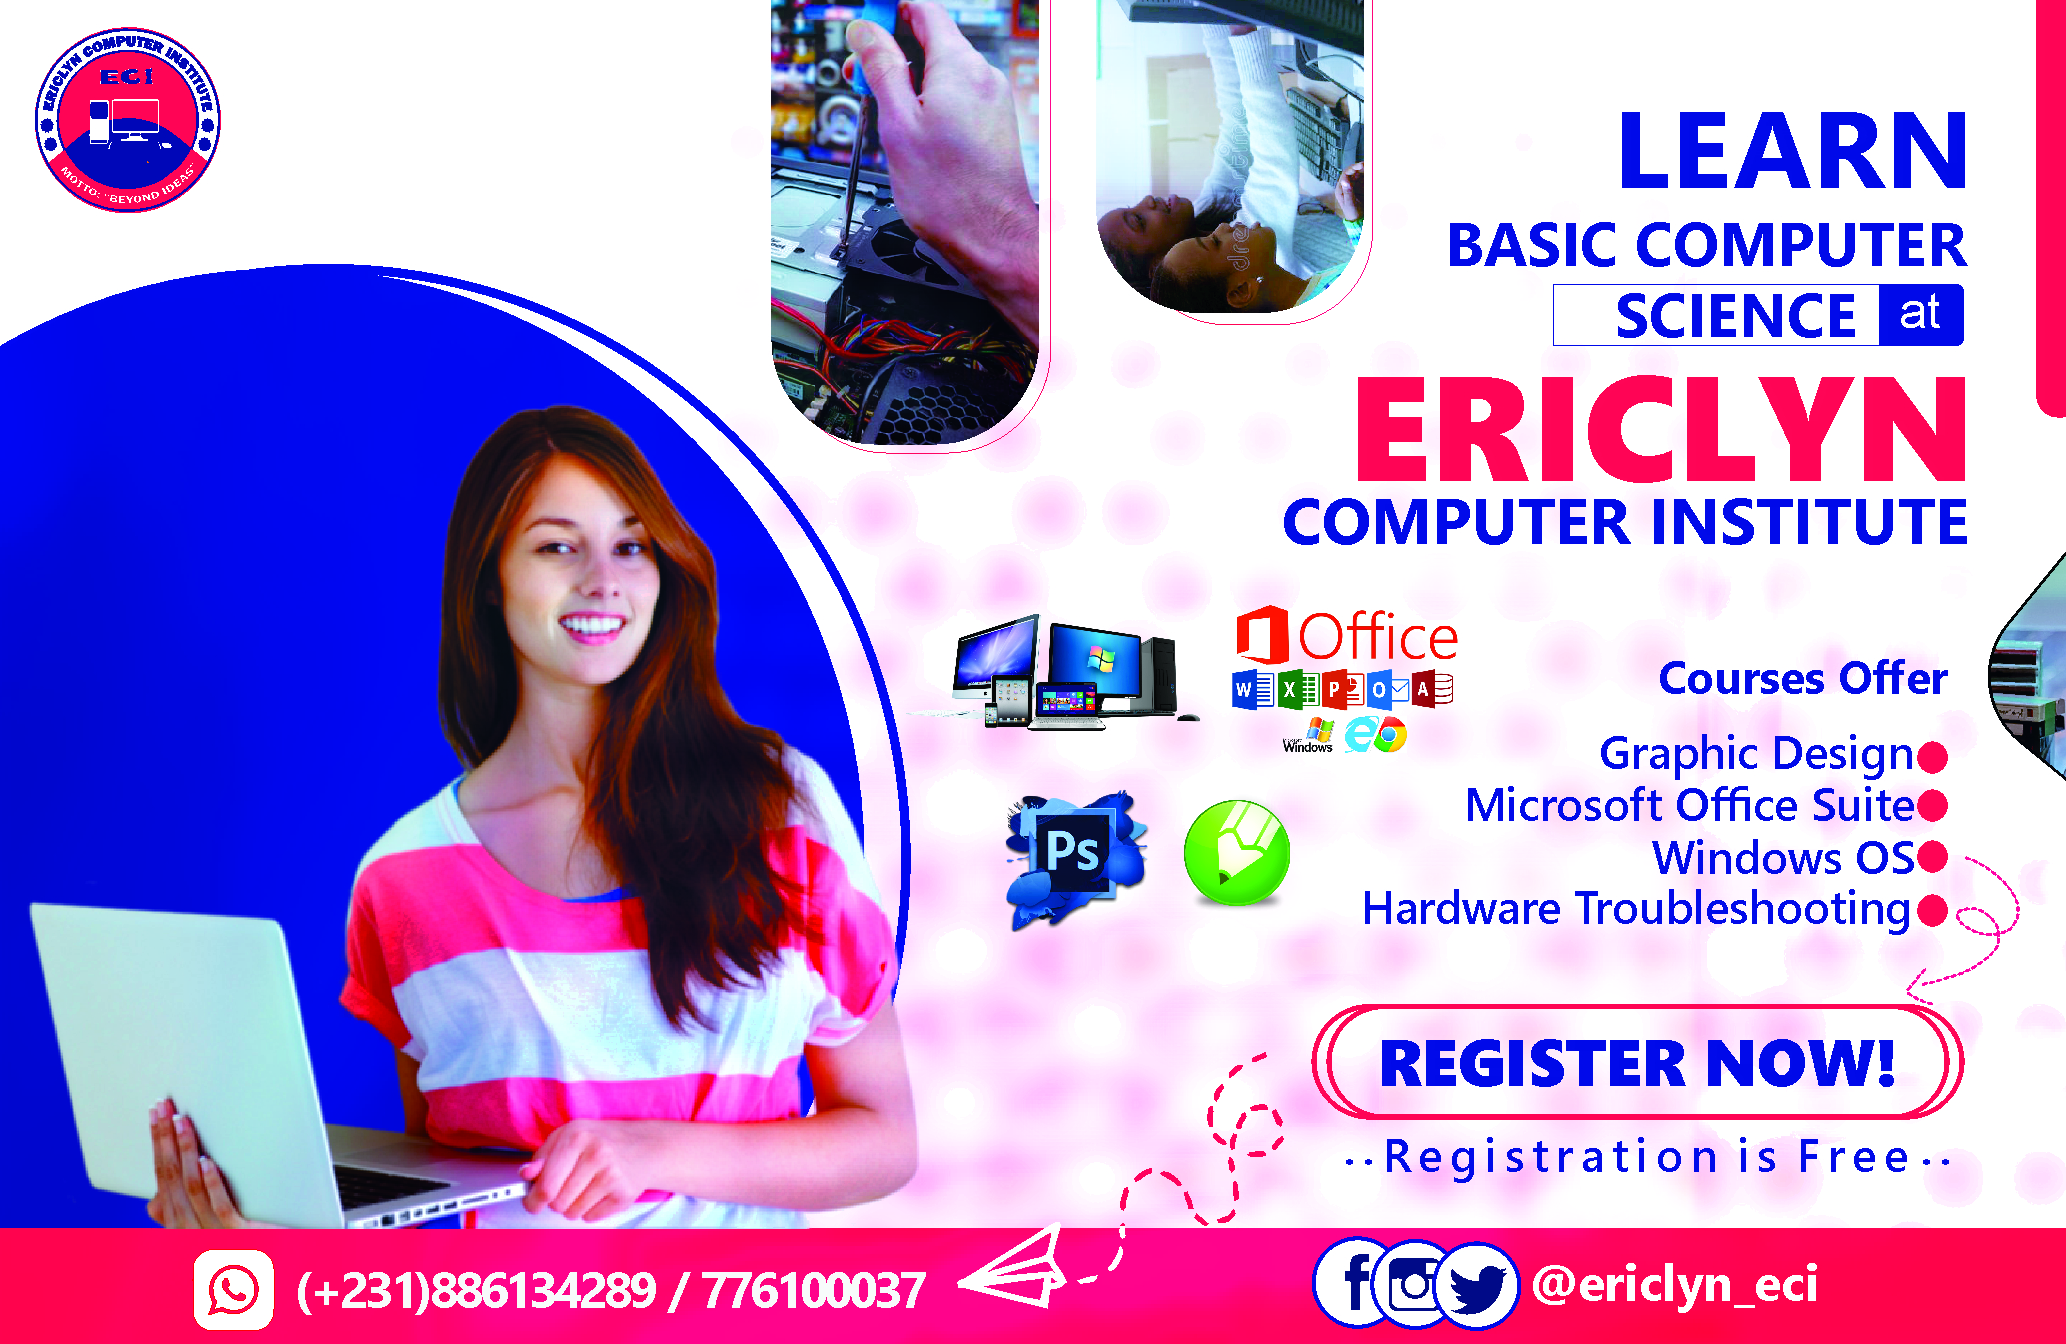 ERICLYN COMPUTER INSTITUTE
ECI
MOTTO: "BEYOND IDEAS"
dreamstime
LEARN
BASIC COMPUTER
SCIENCE at
ERICLYN
COMPUTER INSTITUTE
Office
W X P O A
Windows
Ps
Courses Offer
Graphic Design
Microsoft Office Suite
Windows OS
Hardware Troubleshooting
REGISTER NOW!
Registration is Free
(+231)886134289 / 776100037
@ericlyn_eci